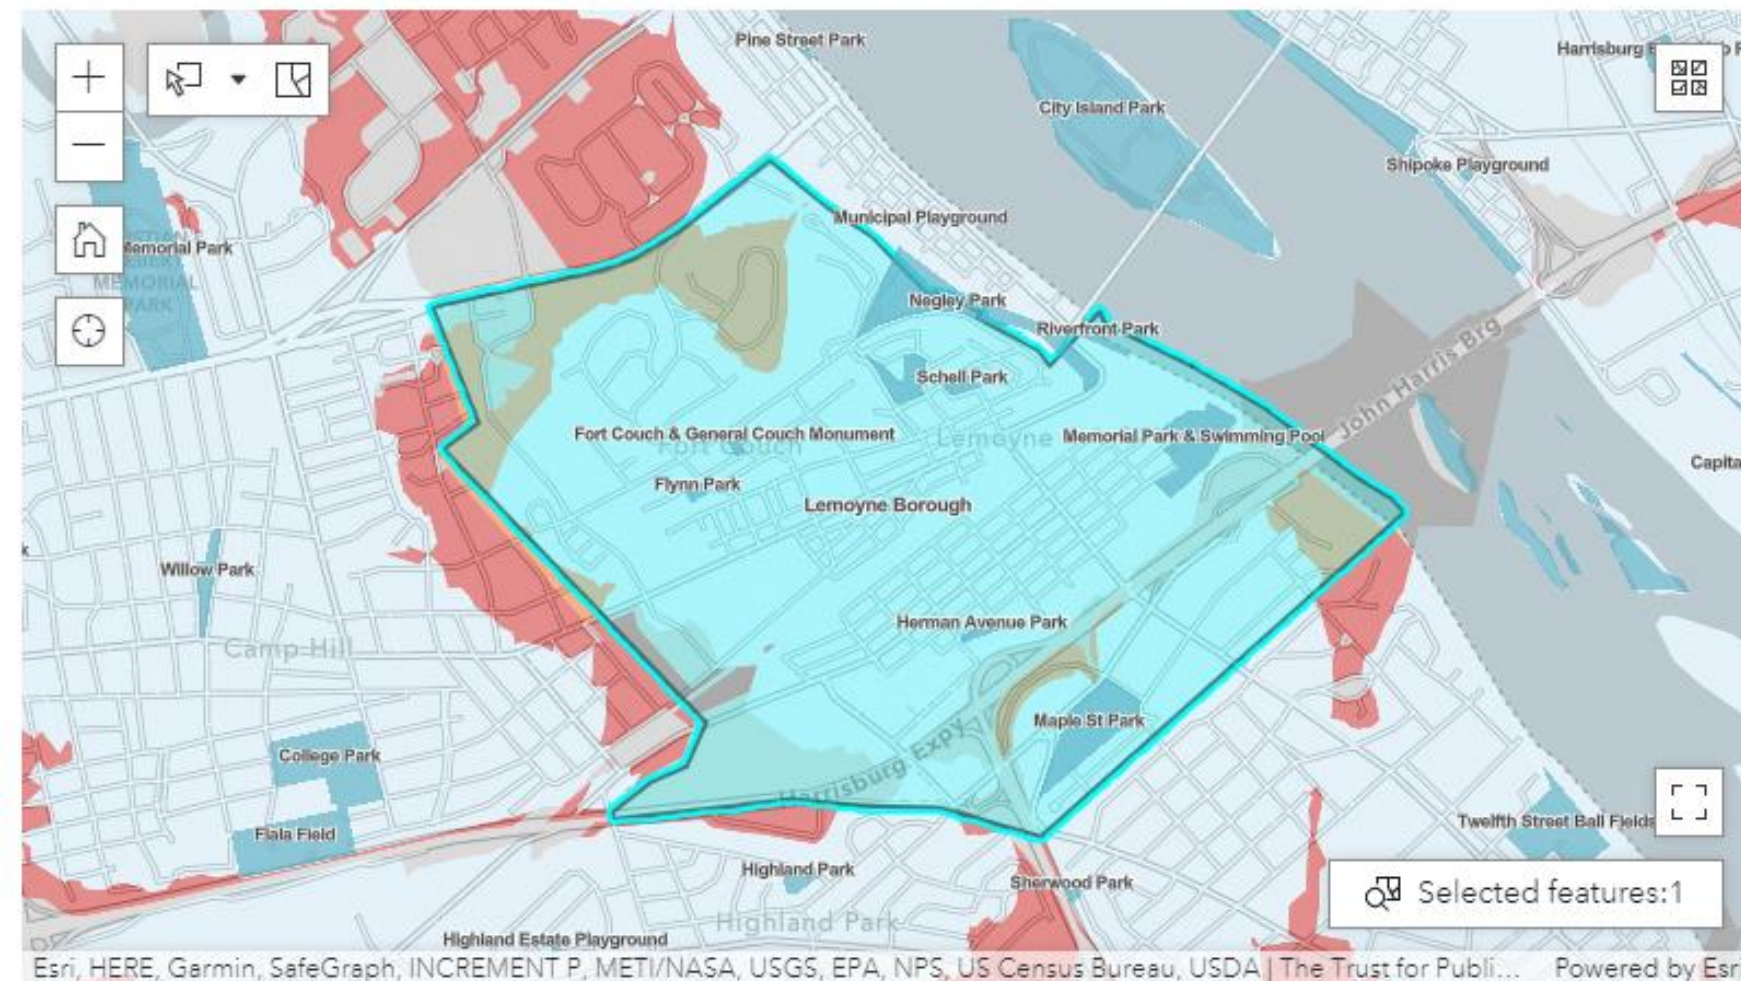 Pine Street Park
City Island Park
Shipoke Playground
Municipal Playground
Memorial Park
MEMORIAL
PARK
Negley Park
Riverfront Park
Schell Park
John Harris Brg
Fort Couch & General Couch Monument
Fort Couch
Lemoyne
Memorial Park & Swimming Pool
Flynn Park
Lemoyne Borough
Willow Park
Herman Avenue Park
Camp Hill
Maple St Park
College Park
Harrisburg Expy
Fiala Field
Twelfth Street Ball Fields
Highland Park
Sherwood Park
Selected features:1
Highland Park
Highland Estate Playground
Esri, HERE, Garmin, SafeGraph, INCREMENT P, METI/NASA, USGS, EPA, NPS, US Census Bureau, USDA | The Trust for Publi... Powered by Esr